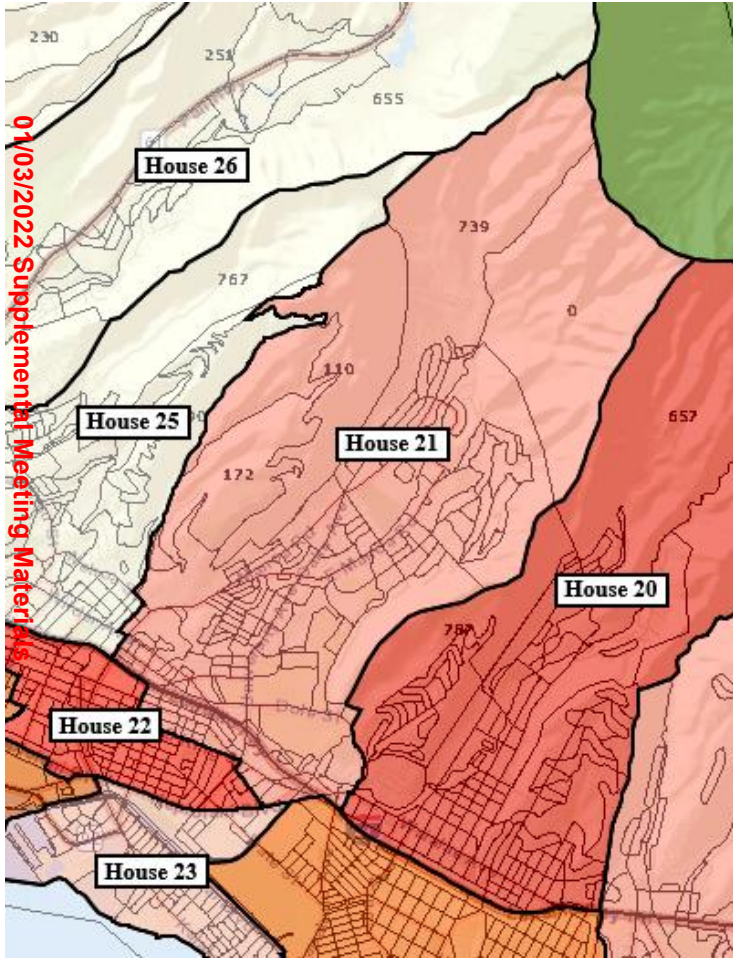 230
251
655
House 26
01/03/2022 Supplemental Meeting Materials
739
767
0
110
House 25
House 21
657
172
House 20
787
House 22
House 23